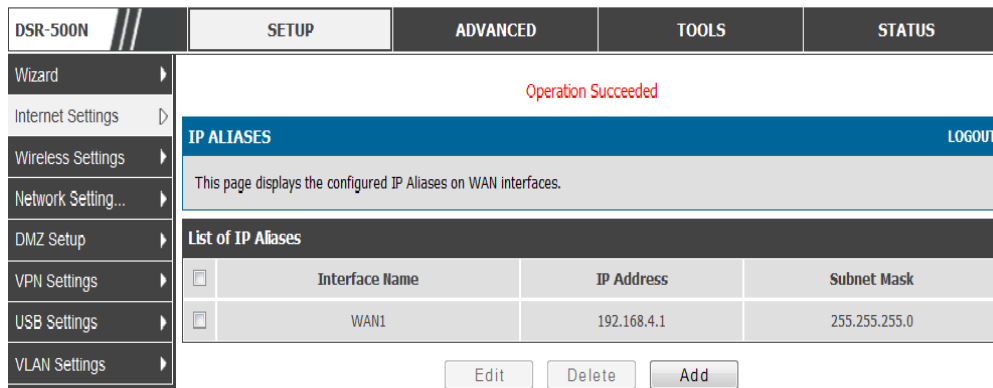 DSR-500N SETUP ADVANCED TOOLS STATUS
Wizard
Internet Settings
Wireless Settings
Network Setting...
DMZ Setup
VPN Settings
USB Settings
VLAN Settings
Operation Succeeded
IP ALIASES LOGOUT
This page displays the configured IP Aliases on WAN interfaces.
List of IP Aliases
Interface Name IP Address Subnet Mask
WAN1 192.168.4.1 255.255.255.0
Edit Delete Add